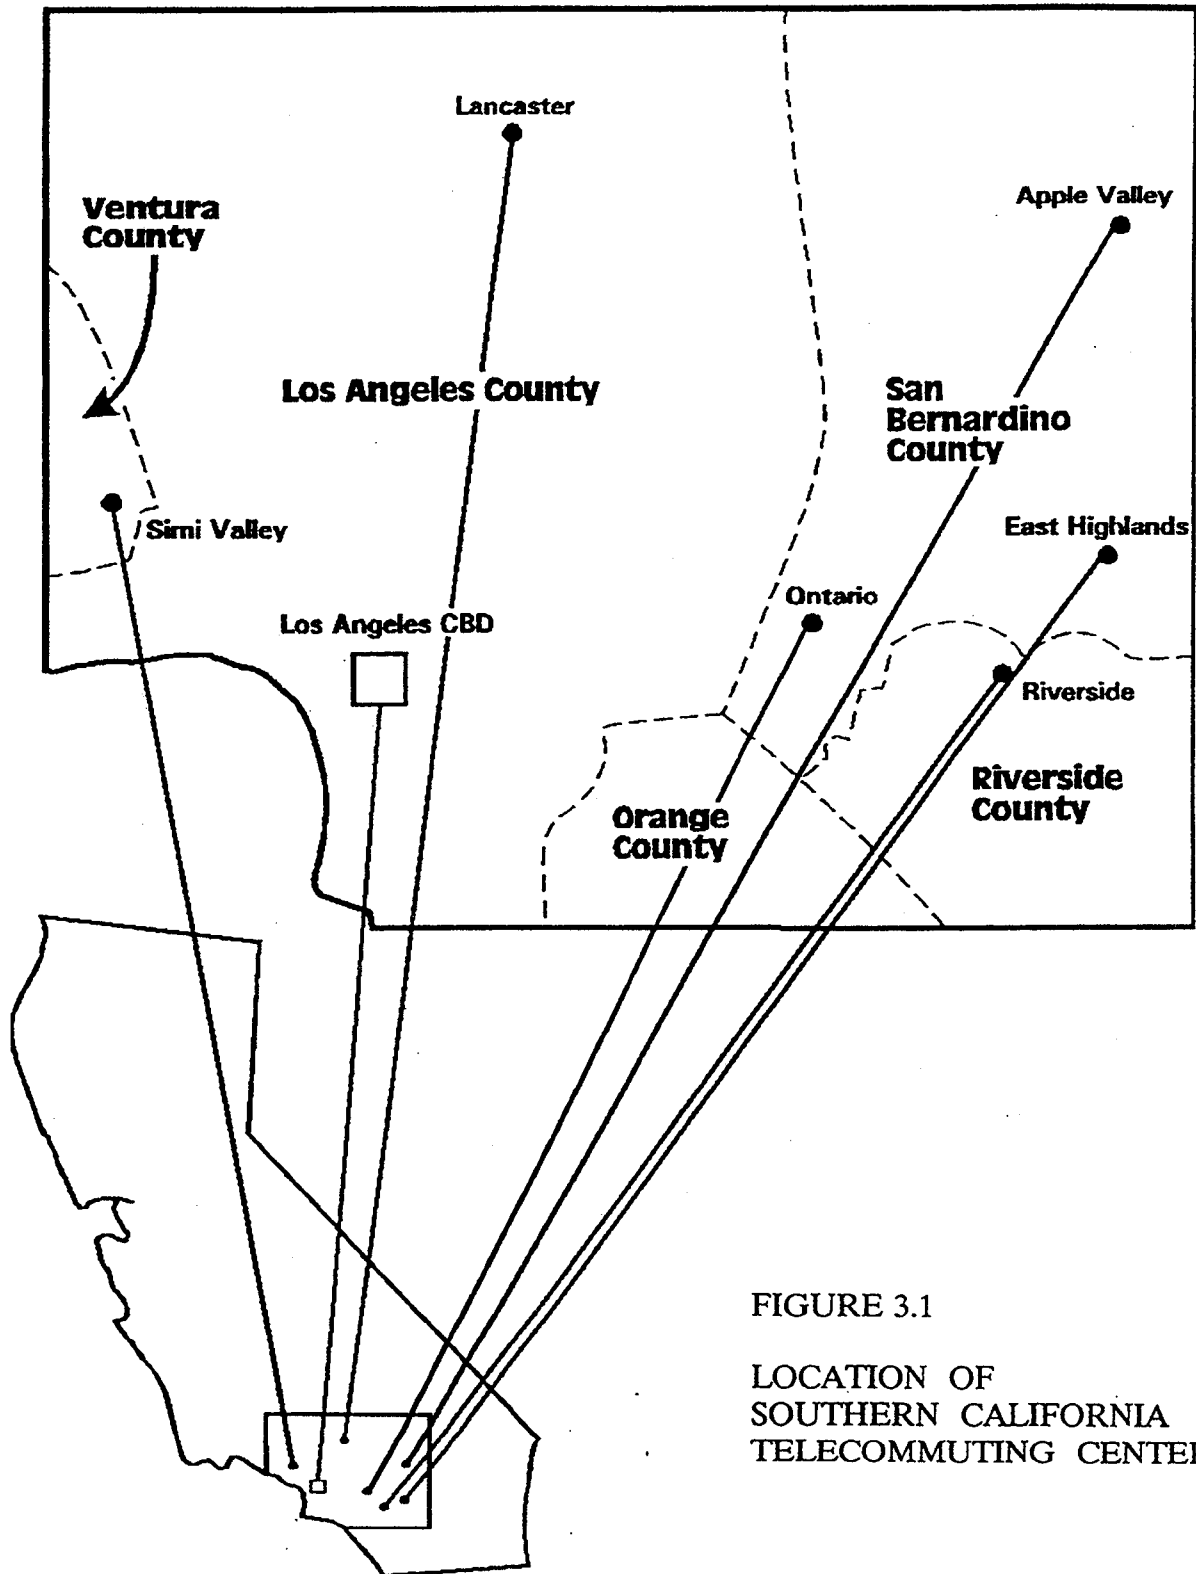 Lancaster
Apple Valley
Ventura
County
Los Angeles County
San
Bernardino
County
Simi Valley
East Highlands
Ontario
Los Angeles CBD
Riverside
Riverside
County
Orange
County
FIGURE 3.1
LOCATION OF
SOUTHERN CALIFORNIA
TELECOMMUTING